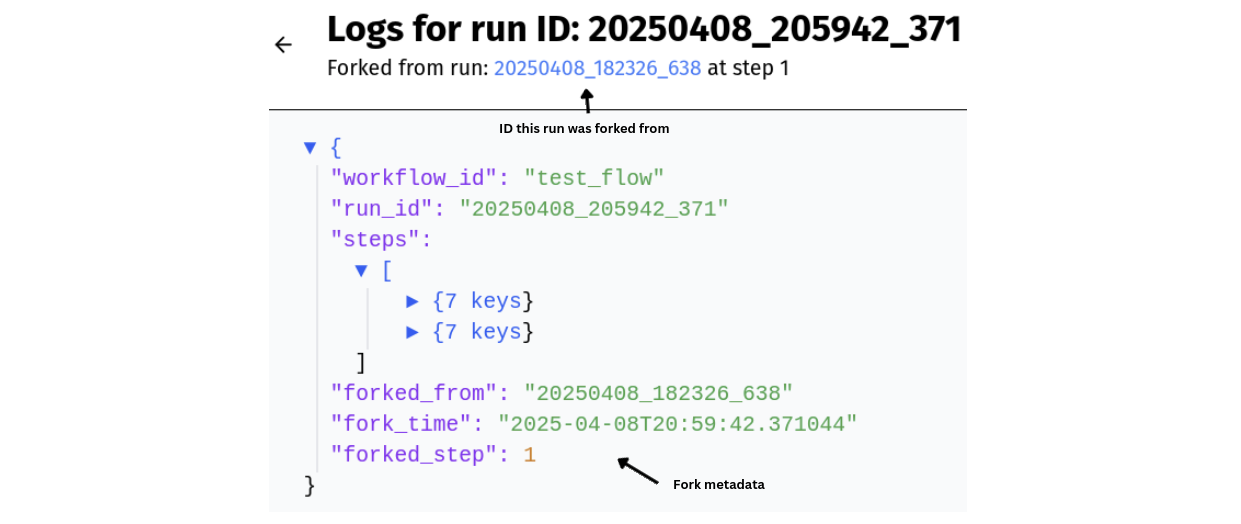 Logs for run ID: 20250408_205942_371
Forked from run: 20250408_182326_638 at step 1
ID this run was forked from
{
"workflow_id": "test_flow"
"run_id": "20250408_205942_371"
"steps":
[
{7 keys}
{7 keys}
]
"forked_from": "20250408_182326_638"
"fork_time": "2025-04-08T20:59:42.371044"
"forked_step": 1
Fork metadata
}